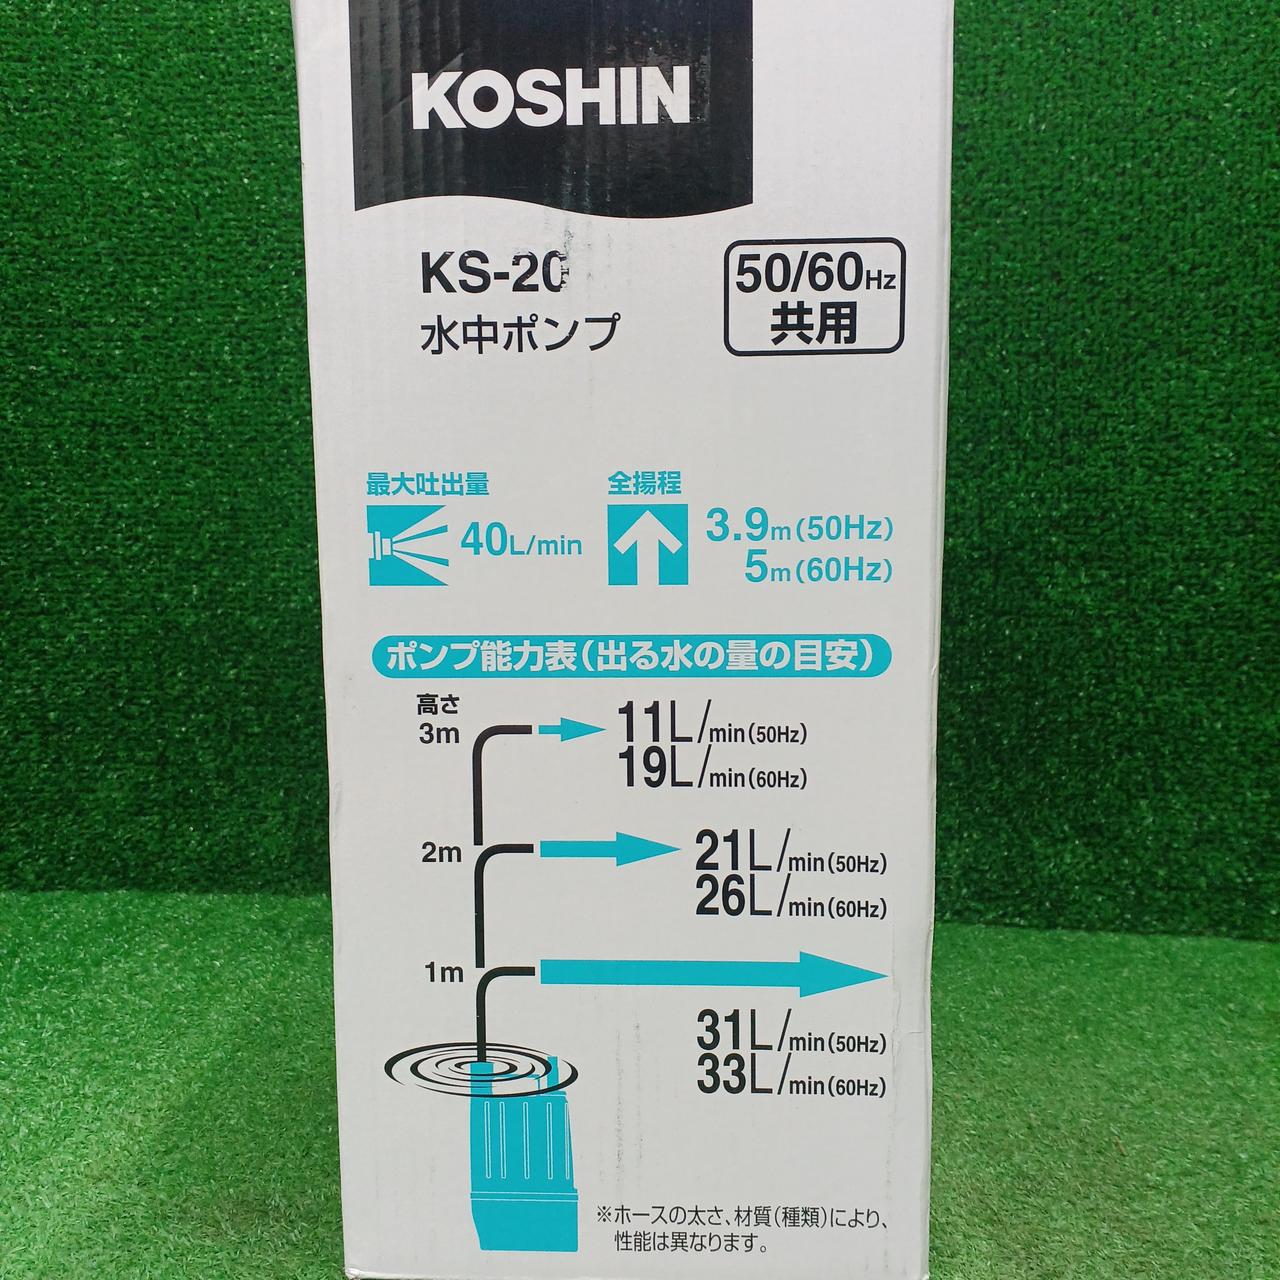 KOSHIN
KS-20
水中ポンプ
50/60Hz
共用
最大吐出量
40L/min
全揚程
3.9m(50Hz)
5m(60Hz)
ポンプ能力表(出る水の量の目安)
高さ
3m
11L/min(50Hz)
19L/min(60Hz)
2m
21L/min(50Hz)
26L/min(60Hz)
1m
31L/min(50Hz)
33L/min(60Hz)
※ホースの太さ、材質(種類)により、
性能は異なります。